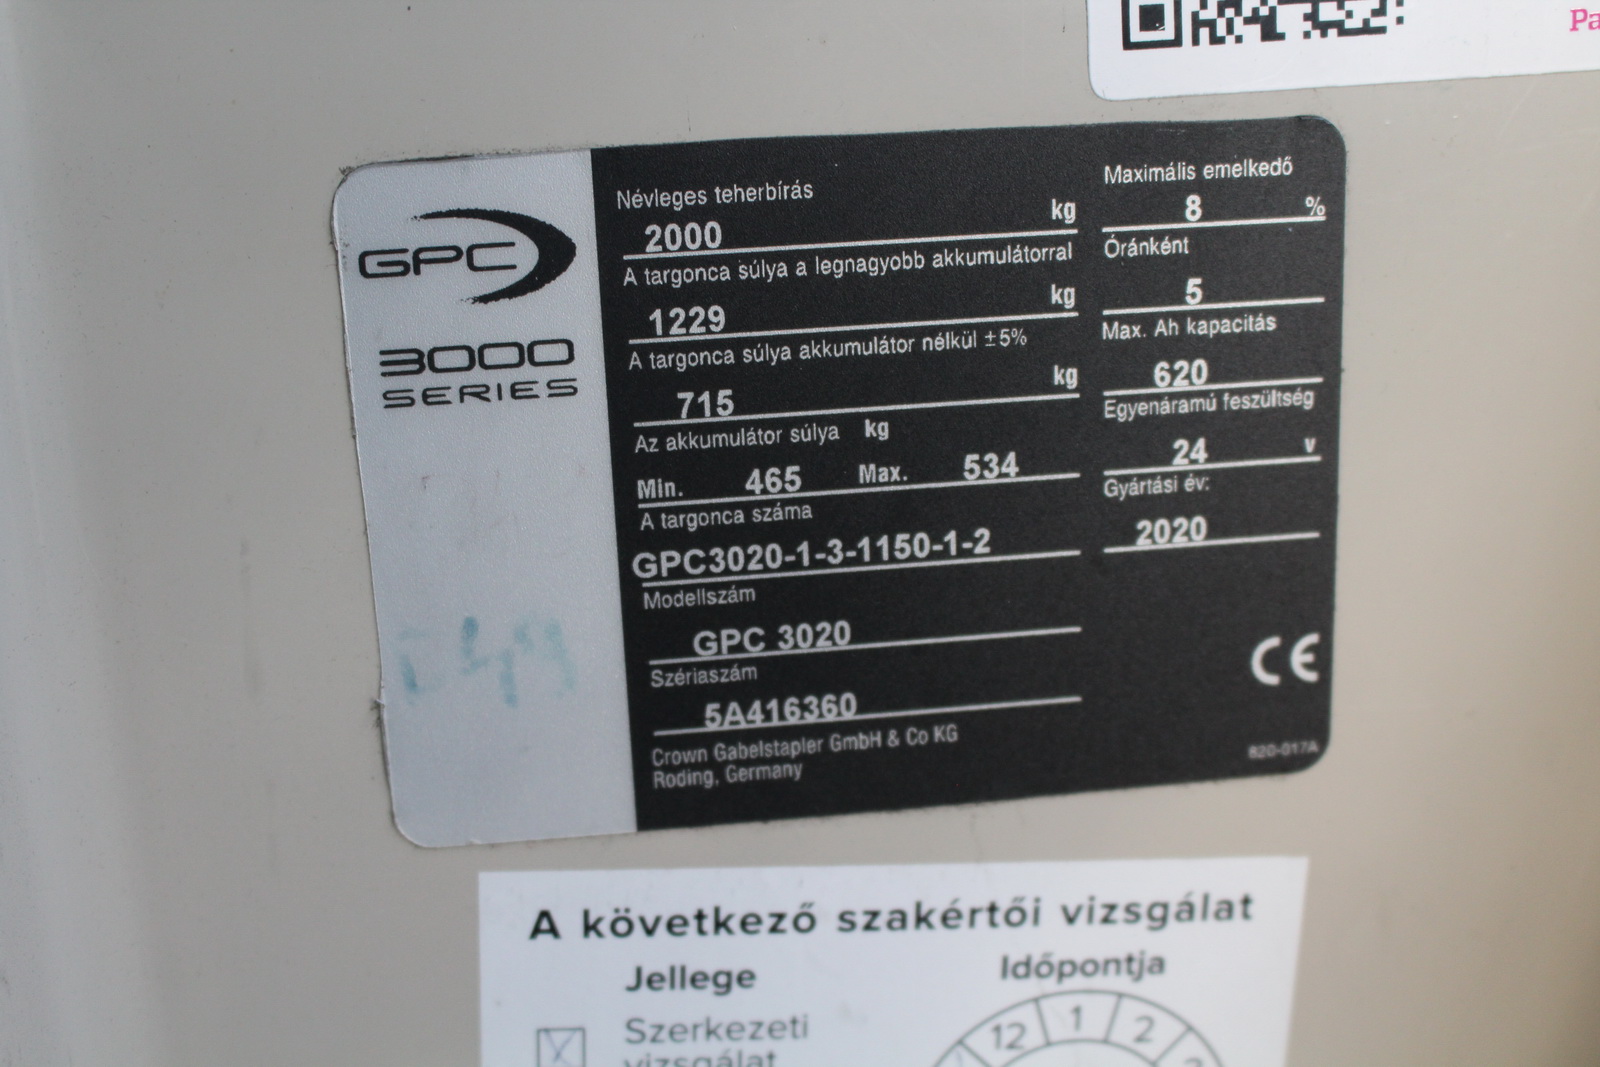 Pa
GPC
3000
SERIES
Névleges teherbírás
2000 kg
A targonca súlya a legnagyobb akkumulátorral
1229 kg
A targonca súlya akkumulátor nélkül ±5%
715 kg
Az akkumulátor súlya kg
Min. 465 Max. 534
A targonca száma
GPC3020-1-3-1150-1-2
Modellszám
GPC 3020
Szériaszám
5A416360
Crown Gabelstapler GmbH & Co KG
Roding, Germany
Maximális emelkedő
8 %
Óránként
5
Max. Ah kapacitás
620
Egyenáramú feszültség
24 v
Gyártási év:
2020
CE
820-017A
A következő szakértői vizsgálat
Jellege
Időpontja
Szerkezeti
vizsgálat
12 1 2